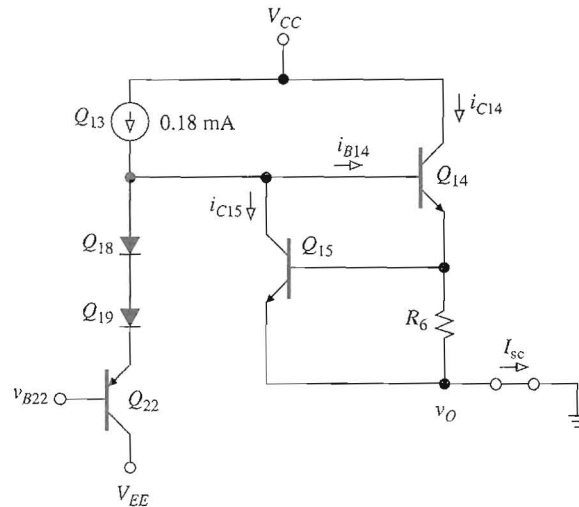 V_CC
Q_13
0.18 mA
i_C14
i_B14
Q_14
i_C15
Q_15
Q_18
Q_19
R_6
I_sc
v_B22
Q_22
v_O
V_EE